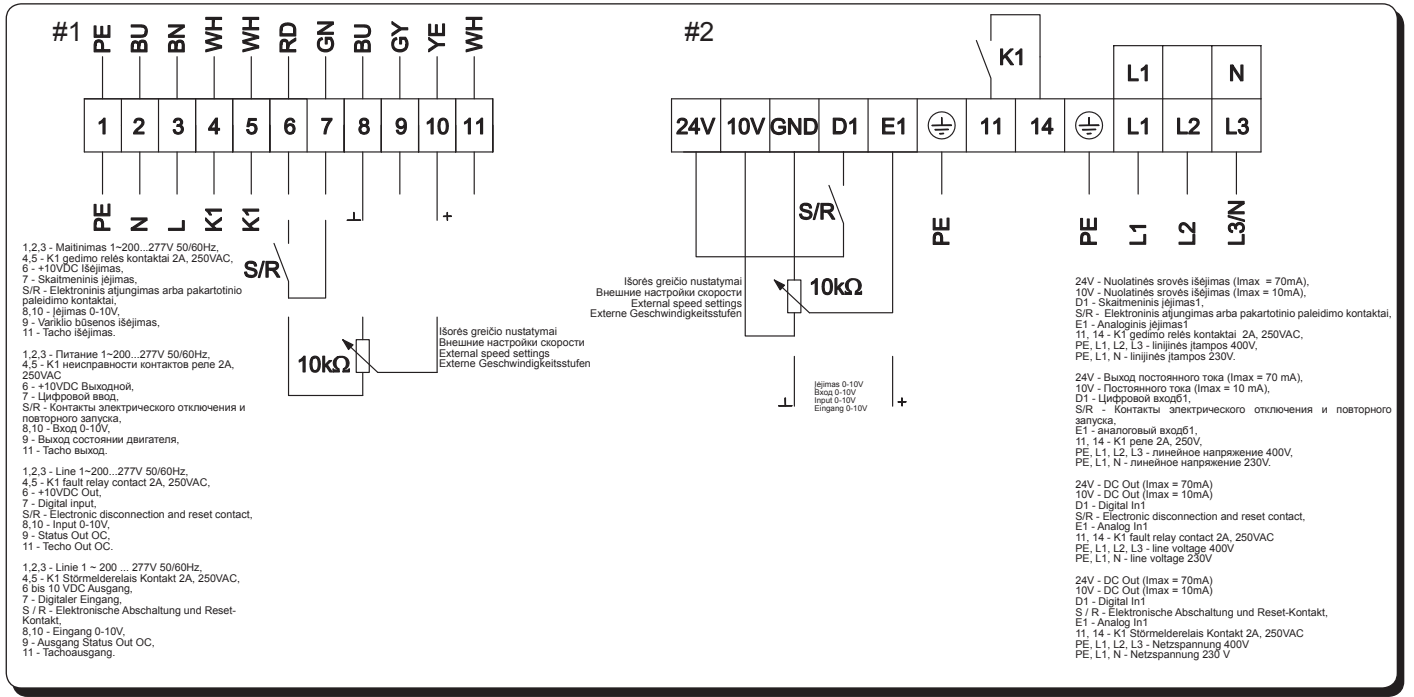 #1
PE BU BN WH WH RD GN BU GY YE WH
1 2 3 4 5 6 7 8 9 10 11
PE N L K1 K1 ⊥ +
S/R
10kΩ
Išorės greičio nustatymai
Внешние настройки скорости
External speed settings
Externe Geschwindigkeitsstufen
1,2,3 - Maitinimas 1~200...277V 50/60Hz,
4,5 - K1 gedimo relės kontaktai 2A, 250VAC,
6 - +10VDC Išėjimas,
7 - Skaitmeninis įėjimas,
S/R - Elektroninis atjungimas arba pakartotinio
paleidimo kontaktai,
8,10 - Įėjimas 0-10V,
9 - Variklio būsenos išėjimas,
11 - Tacho išėjimas.
1,2,3 - Питание 1~200...277V 50/60Hz,
4,5 - K1 неисправности контактов реле 2A,
250VAC
6 - +10VDC Выходной,
7 - Цифровой ввод,
S/R - Контакты электрического отключения и
повторного запуска,
8,10 - Вход 0-10V,
9 - Выход состоянии двигателя,
11 - Tacho выход.
1,2,3 - Line 1~200...277V 50/60Hz,
4,5 - K1 fault relay contact 2A, 250VAC,
6 - +10VDC Out,
7 - Digital input,
S/R - Electronic disconnection and reset contact,
8,10 - Input 0-10V,
9 - Status Out OC,
11 - Techo Out OC.
1,2,3 - Linie 1 ~ 200 ... 277V 50/60Hz,
4,5 - K1 Störmelderelais Kontakt 2A, 250VAC,
6 bis 10 VDC Ausgang,
7 - Digitaler Eingang,
S / R - Elektronische Abschaltung und Reset-
Kontakt,
8,10 - Eingang 0-10V,
9 - Ausgang Status Out OC,
11 - Tachoausgang.
#2
K1
L1 N
24V 10V GND D1 E1 11 14 L1 L2 L3
S/R
PE PE L1 L2 L3/N
10kΩ
Išorės greičio nustatymai
Внешние настройки скорости
External speed settings
Externe Geschwindigkeitsstufen
Įėjimas 0-10V
Вход 0-10V
Input 0-10V
Eingang 0-10V
⊥ +
24V - Nuolatinės srovės išėjimas (Imax = 70mA),
10V - Nuolatinės srovės išėjimas (Imax = 10mA),
D1 - Skaitmeninis įėjimas1,
S/R - Elektroninis atjungimas arba pakartotinio paleidimo kontaktai,
E1 - Analoginis įėjimas1
11, 14 - K1 gedimo relės kontaktai 2A, 250VAC,
PE, L1, L2, L3 - linijinės įtampos 400V,
PE, L1, N - linijinės įtampos 230V.
24V - Выход постоянного тока (Imax = 70 mA),
10V - Постоянного тока (Imax = 10 mA),
D1 - Цифровой входб1,
S/R - Контакты электрического отключения и повторного
запуска,
E1 - аналоговый входб1,
11, 14 - K1 реле 2A, 250V,
PE, L1, L2, L3 - линейное напряжение 400V,
PE, L1, N - линейное напряжение 230V.
24V - DC Out (Imax = 70mA)
10V - DC Out (Imax = 10mA)
D1 - Digital In1
S/R - Electronic disconnection and reset contact,
E1 - Analog In1
11, 14 - K1 fault relay contact 2A, 250VAC
PE, L1, L2, L3 - line voltage 400V
PE, L1, N - line voltage 230V
24V - DC Out (Imax = 70mA)
10V - DC Out (Imax = 10mA)
D1 - Digital In1
S / R - Elektronische Abschaltung und Reset-Kontakt,
E1 - Analog In1
11, 14 - K1 Störmelderelais Kontakt 2A, 250VAC
PE, L1, L2, L3 - Netzspannung 400V
PE, L1, N - Netzspannung 230 V